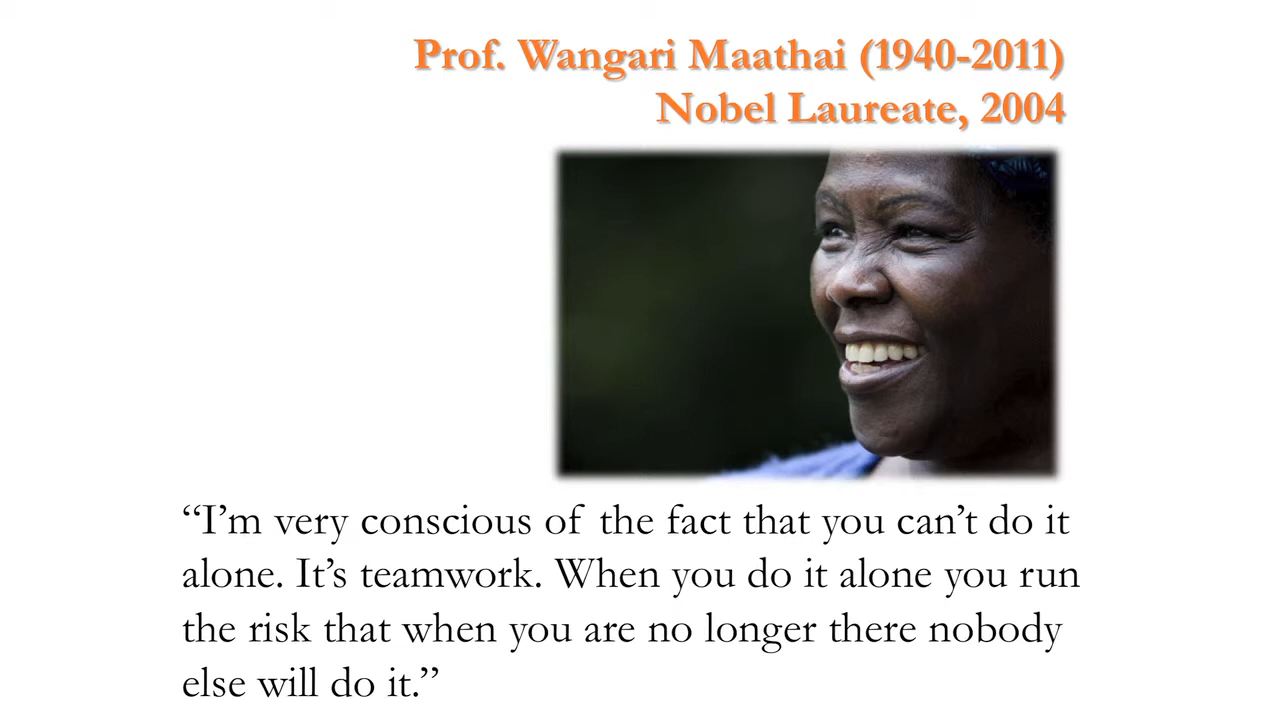 Prof. Wangari Maathai (1940-2011)
Nobel Laureate, 2004
“I’m very conscious of the fact that you can’t do it
alone. It’s teamwork. When you do it alone you run
the risk that when you are no longer there nobody
else will do it.”